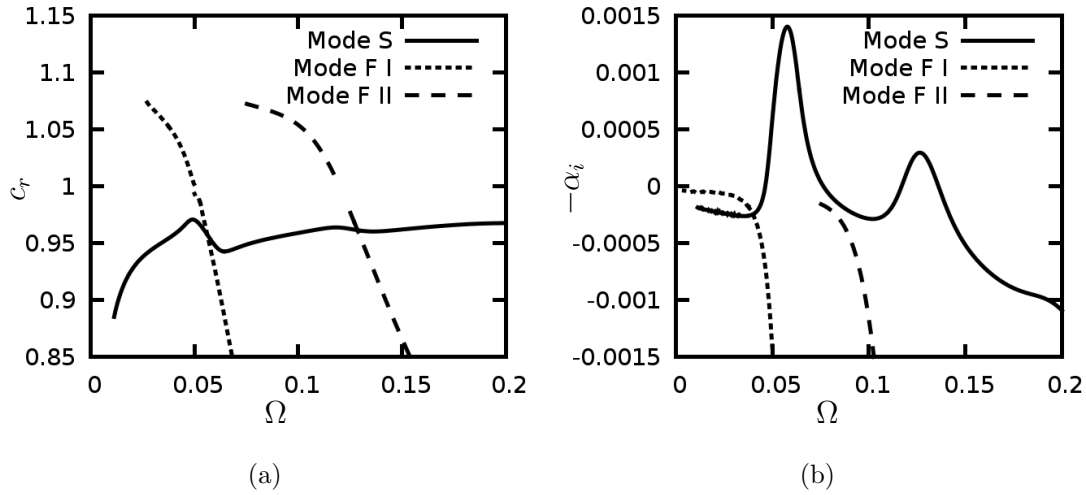 1.15
1.1
1.05
1
0.95
0.9
0.85
c_r
Mode S
Mode F I
Mode F II
0 0.05 0.1 0.15 0.2
Ω
(a)
0.0015
0.001
0.0005
0
-0.0005
-0.001
-0.0015
−α_i
Mode S
Mode F I
Mode F II
0 0.05 0.1 0.15 0.2
Ω
(b)